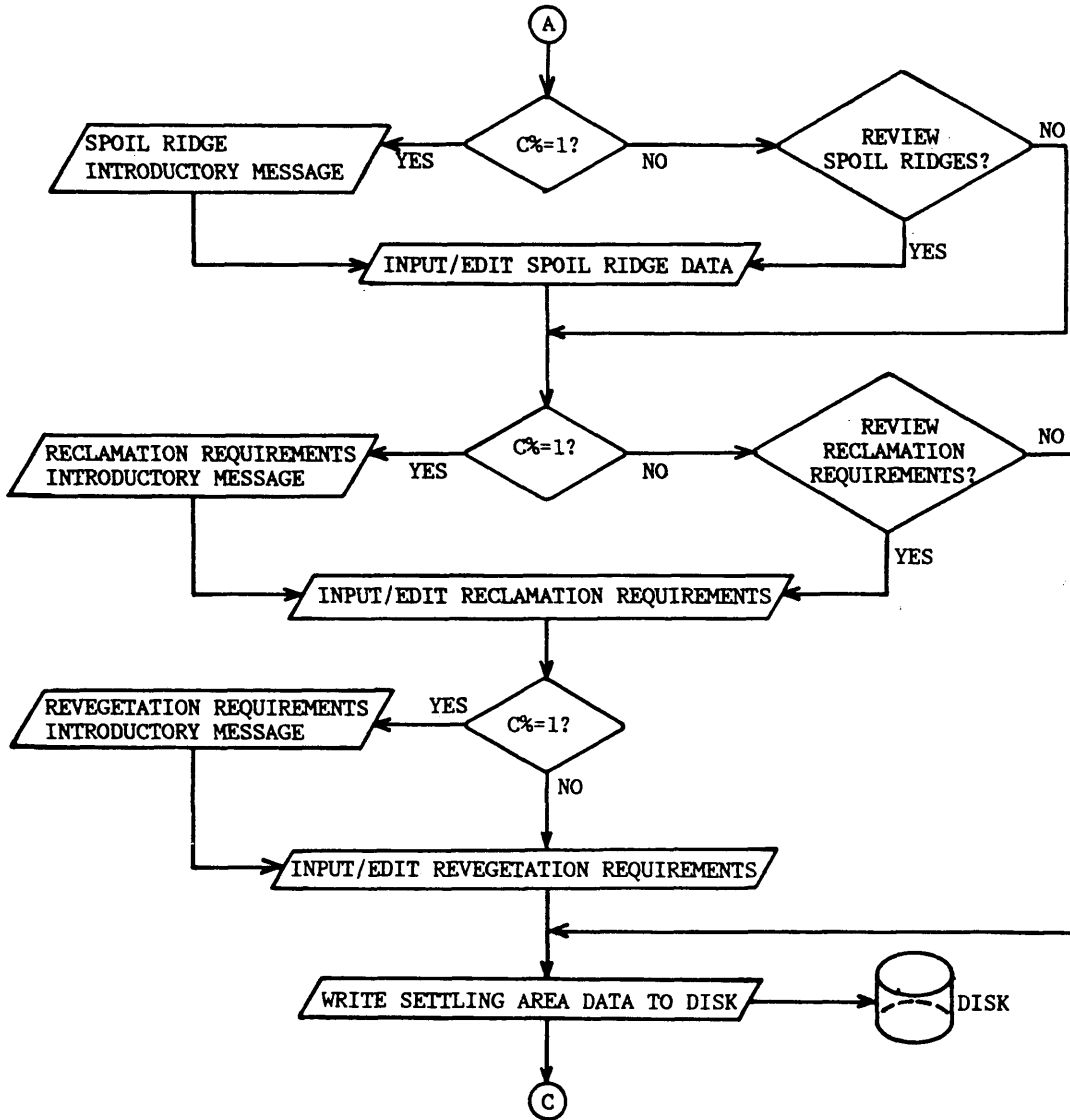 A
SPOIL RIDGE
INTRODUCTORY MESSAGE
YES
C%=1?
NO
REVIEW
SPOIL RIDGES?
NO
YES
INPUT/EDIT SPOIL RIDGE DATA
RECLAMATION REQUIREMENTS
INTRODUCTORY MESSAGE
YES
C%=1?
NO
REVIEW
RECLAMATION
REQUIREMENTS?
NO
YES
INPUT/EDIT RECLAMATION REQUIREMENTS
REVEGETATION REQUIREMENTS
INTRODUCTORY MESSAGE
YES
C%=1?
NO
INPUT/EDIT REVEGETATION REQUIREMENTS
WRITE SETTLING AREA DATA TO DISK
DISK
C